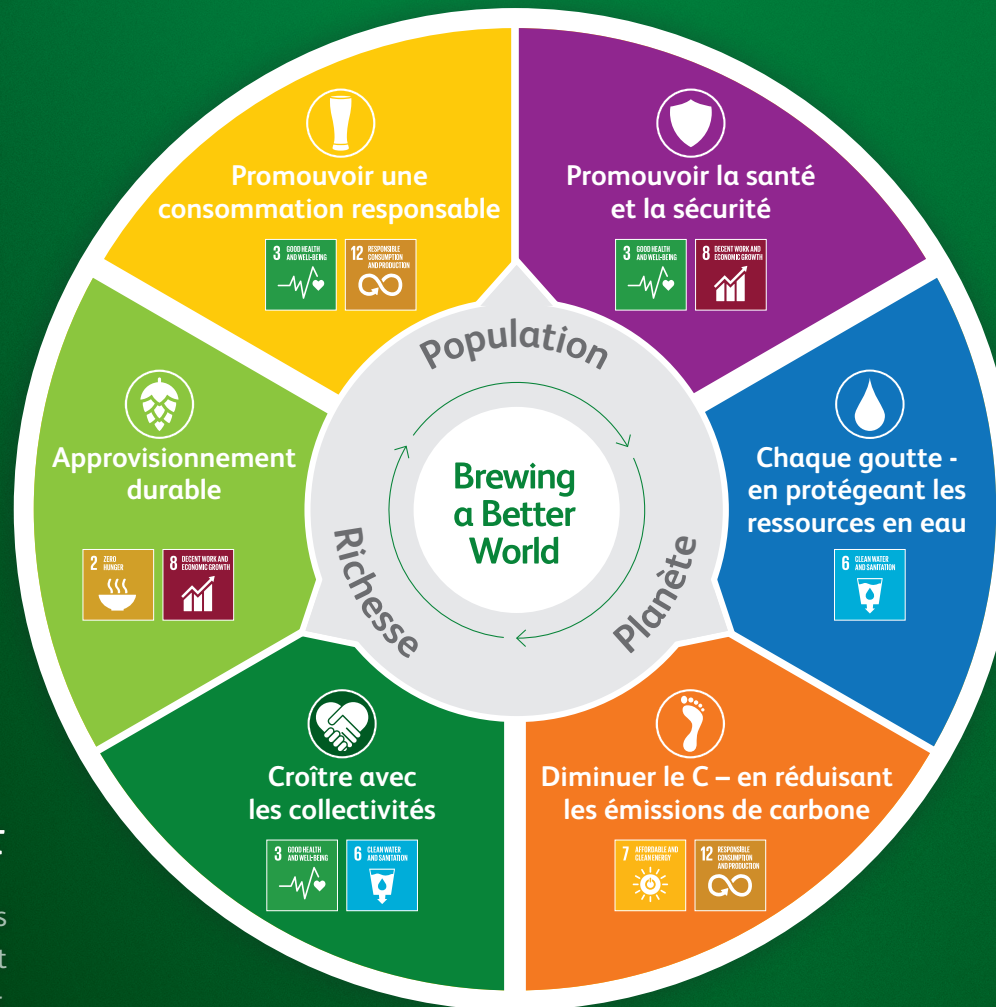 Promouvoir une
consommation responsable
3 GOOD HEALTH
AND WELL-BEING
12 RESPONSIBLE
CONSUMPTION
AND PRODUCTION
Promouvoir la santé
et la sécurité
3 GOOD HEALTH
AND WELL-BEING
8 DECENT WORK AND
ECONOMIC GROWTH
Population
Approvisionnement
durable
2 ZERO
HUNGER
8 DECENT WORK AND
ECONOMIC GROWTH
Brewing
a Better
World
Chaque goutte -
en protégeant les
ressources en eau
6 CLEAN WATER
AND SANITATION
Richesse
Planète
Croître avec
les collectivités
3 GOOD HEALTH
AND WELL-BEING
6 CLEAN WATER
AND SANITATION
Diminuer le C – en réduisant
les émissions de carbone
7 AFFORDABLE AND
CLEAN ENERGY
12 RESPONSIBLE
CONSUMPTION
AND PRODUCTION